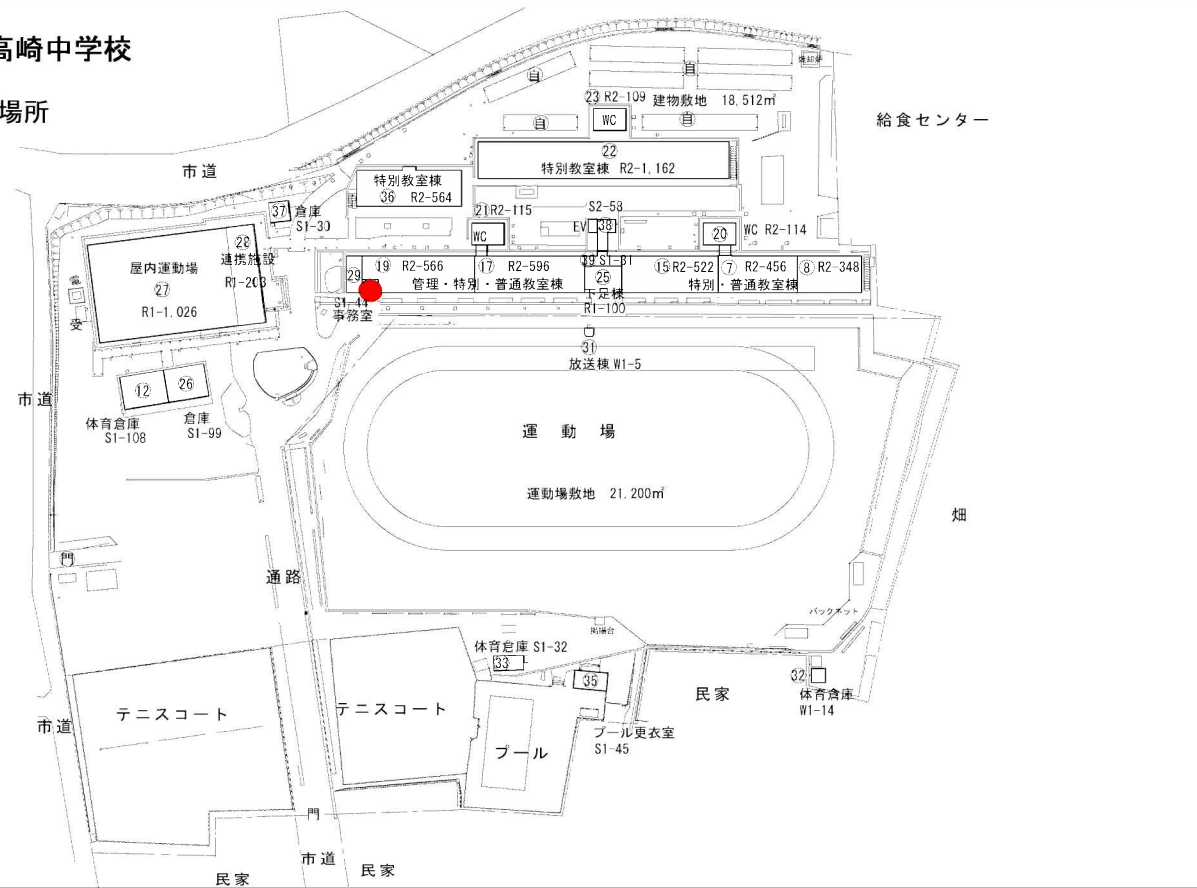 高崎中学校
場所
自
自
焼却炉
㉓ R2-109
建物敷地 18,512㎡
WC
自
自
給食センター
市道
㉒
特別教室棟 R2-1,162
特別教室棟
㊱ R2-564
㊲ 倉庫
S1-30
㉑ R2-115
WC
S2-58
EV ㊳
⑳ WC R2-114
㉘
連携施設
R1-203
屋内運動場
㉗
R1-1,026
電
受
㉙
⑲ R2-566
⑰ R2-596
管理・特別・普通教室棟
㊴ S1-31
㉕
下足棟
R1-100
⑮ R2-522
⑦ R2-456
⑧ R2-348
特別・普通教室棟
S1-44
事務室
㉛
放送棟 W1-5
⑫
㉖
体育倉庫
S1-108
倉庫
S1-99
市道
運動場
運動場敷地 21,200㎡
畑
門
通路
バックネット
掲揚台
体育倉庫 S1-32
㉝
㉟
プール更衣室
S1-45
民家
㉜
体育倉庫
W1-14
テニスコート
テニスコート
プール
市道
門
市道
民家
民家